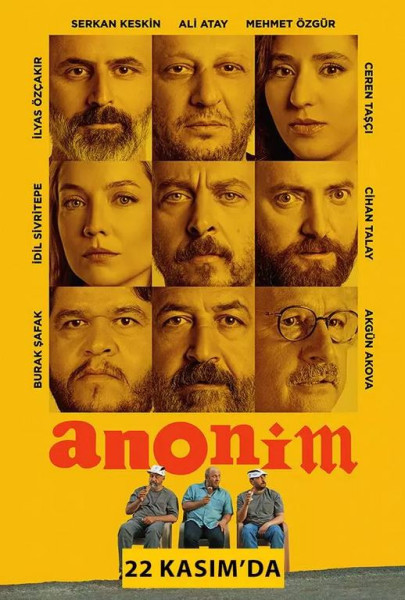 SERKAN KESKİN ALİ ATAY MEHMET ÖZGÜR
İLYAS ÖZÇAKIR
CEREN TAŞÇI
İDİL SİVRİTEPE
CİHAN TALAY
BURAK ŞAFAK
AKGÜN AKOVA
anonim
22 KASIM'DA